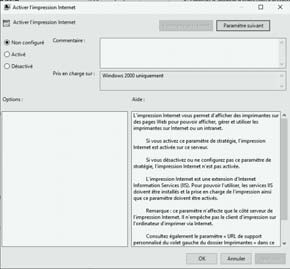 Activer l'impression Internet
Activer l'impression Internet
Paramètre suivant
Non configuré
Commentaire :
Activé
Désactivé
Pris en charge sur :
Windows 2000 uniquement
Options :
Aide :
L'impression Internet vous permet d'afficher des imprimantes sur
des pages Web pour pouvoir afficher, gérer et utiliser les
imprimantes sur Internet ou un intranet.
Si vous activez ce paramètre de stratégie, l'impression
Internet est activée sur ce serveur.
Si vous désactivez ou ne configurez pas ce paramètre de
stratégie, l'impression Internet n'est pas activée.
L'impression Internet est une extension d'Internet
Information Services (IIS). Pour pouvoir l'utiliser, les services IIS
doivent être installés et la prise en charge de l'impression ainsi
que ce paramètre doivent être activés.
Remarque : ce paramètre n'affecte que le côté serveur de
l'impression Internet. Il n'empêche pas le client d'impression sur
l'ordinateur d'imprimer via Internet.
Consultez également le paramètre « URL de support
personnalisé du volet gauche du dossier Imprimantes » dans ce
OK
Annuler